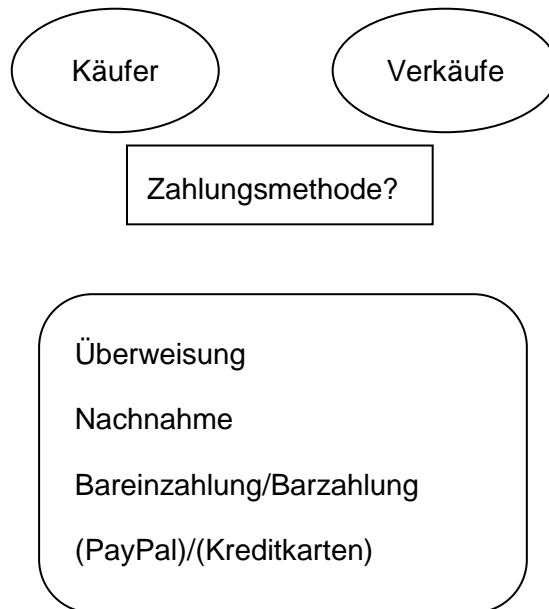 Käufer
Verkäufe
Zahlungsmethode?
Überweisung
Nachnahme
Bareinzahlung/Barzahlung
(PayPal)/(Kreditkarten)